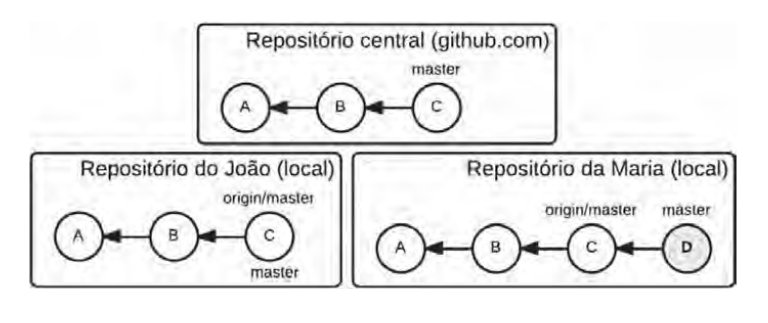 Repositório central (github.com)
master
A B C
Repositório do João (local)
origin/master
A B C
master
Repositório da Maria (local)
origin/master master
A B C D